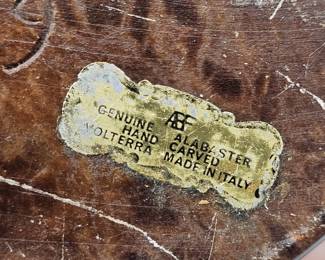 ABF
GENUINE ALABASTER
HAND CARVED
VOLTERRA MADE IN ITALY